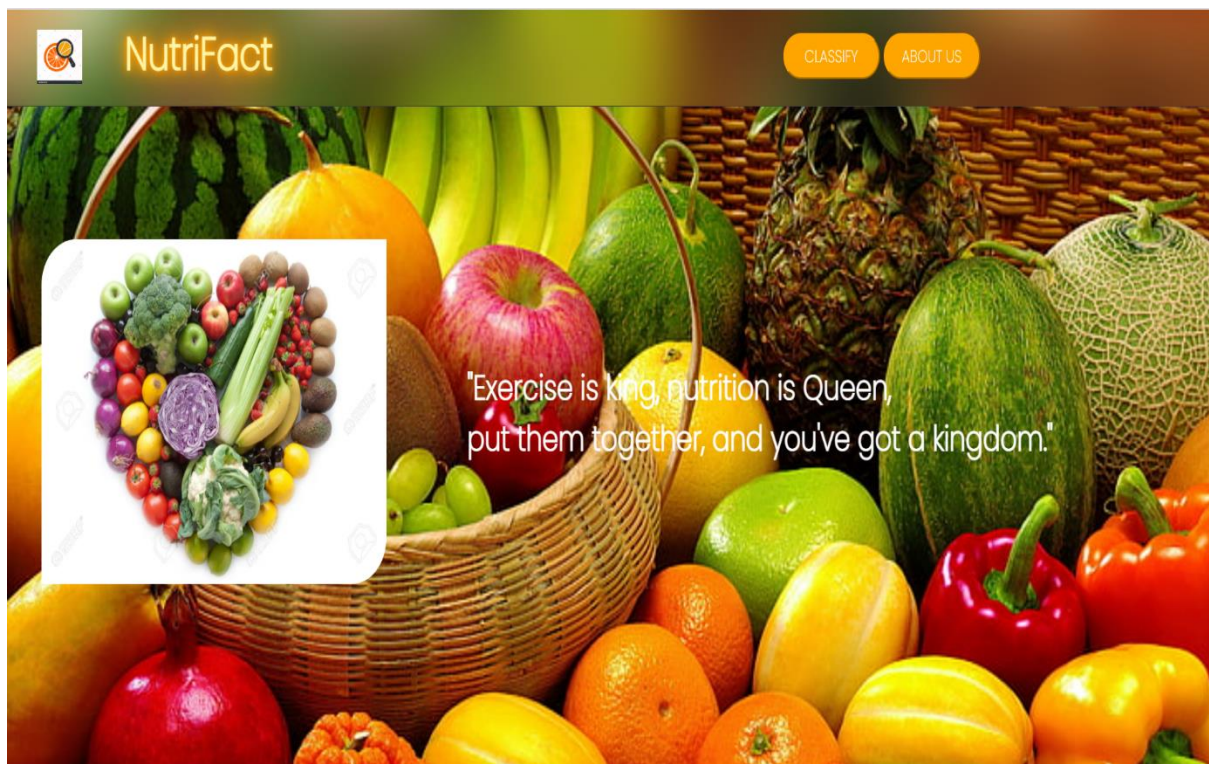 NutriFact
CLASSIFY
ABOUT US
"Exercise is king, nutrition is Queen,
put them together, and you've got a kingdom."